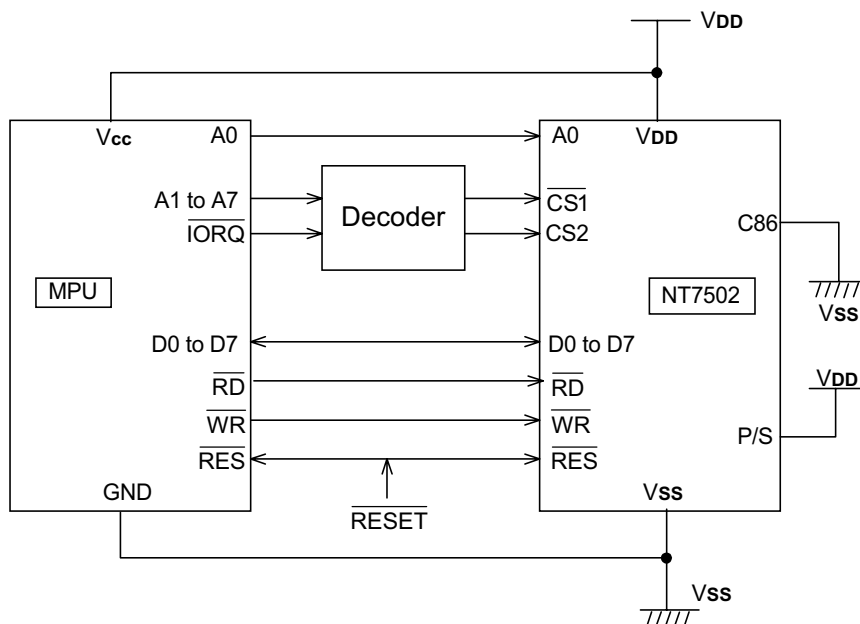 VDD
Vcc
A0
A0
VDD
A1 to A7
Decoder
CS1
C86
IORQ
CS2
MPU
NT7502
VSS
D0 to D7
D0 to D7
VDD
RD
RD
WR
WR
P/S
RES
RES
GND
VSS
RESET
VSS